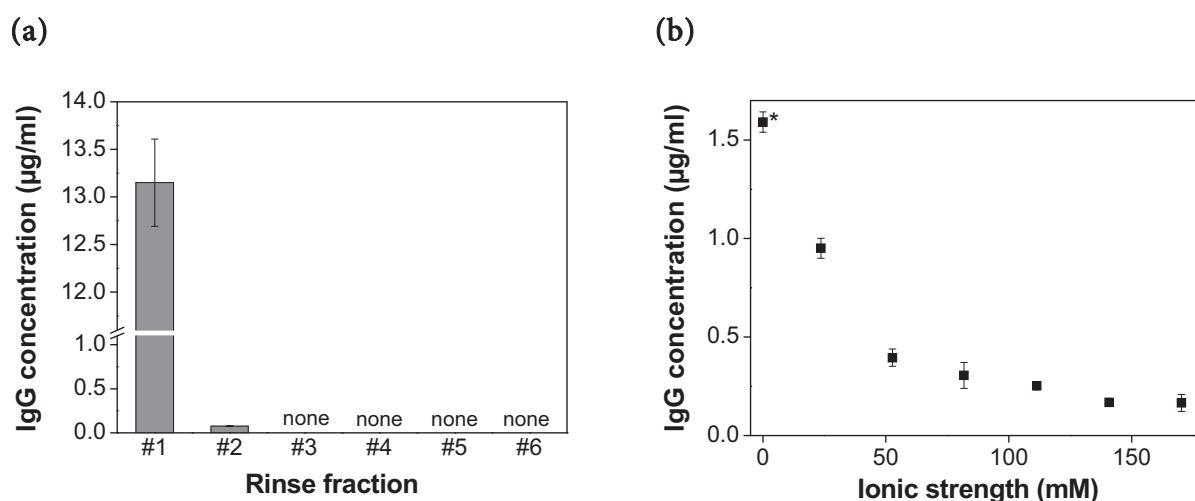 (a)
(b)
IgG concentration (µg/ml)
14.0
13.5
13.0
12.5
12.0
1.0
0.5
0.0
none none none none
#1 #2 #3 #4 #5 #6
Rinse fraction
IgG concentration (µg/ml)
*
1.5
1.0
0.5
0.0
0 50 100 150
Ionic strength (mM)